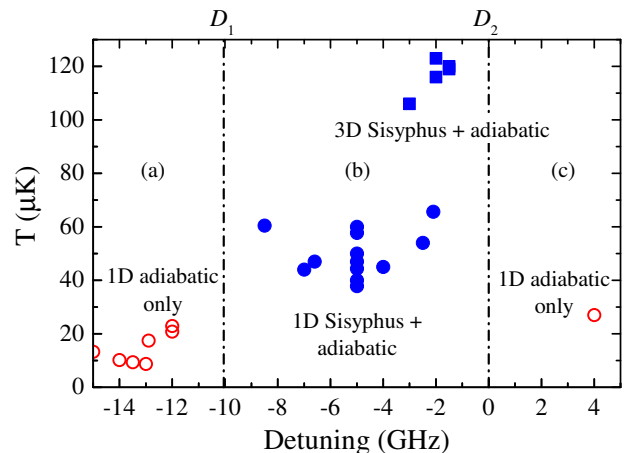 D1 D2
120
100
80
60
40
20
0
T (μK)
3D Sisyphus + adiabatic
(a) (b) (c)
1D adiabatic
only
1D Sisyphus +
adiabatic
1D adiabatic
only
-14 -12 -10 -8 -6 -4 -2 0 2 4
Detuning (GHz)